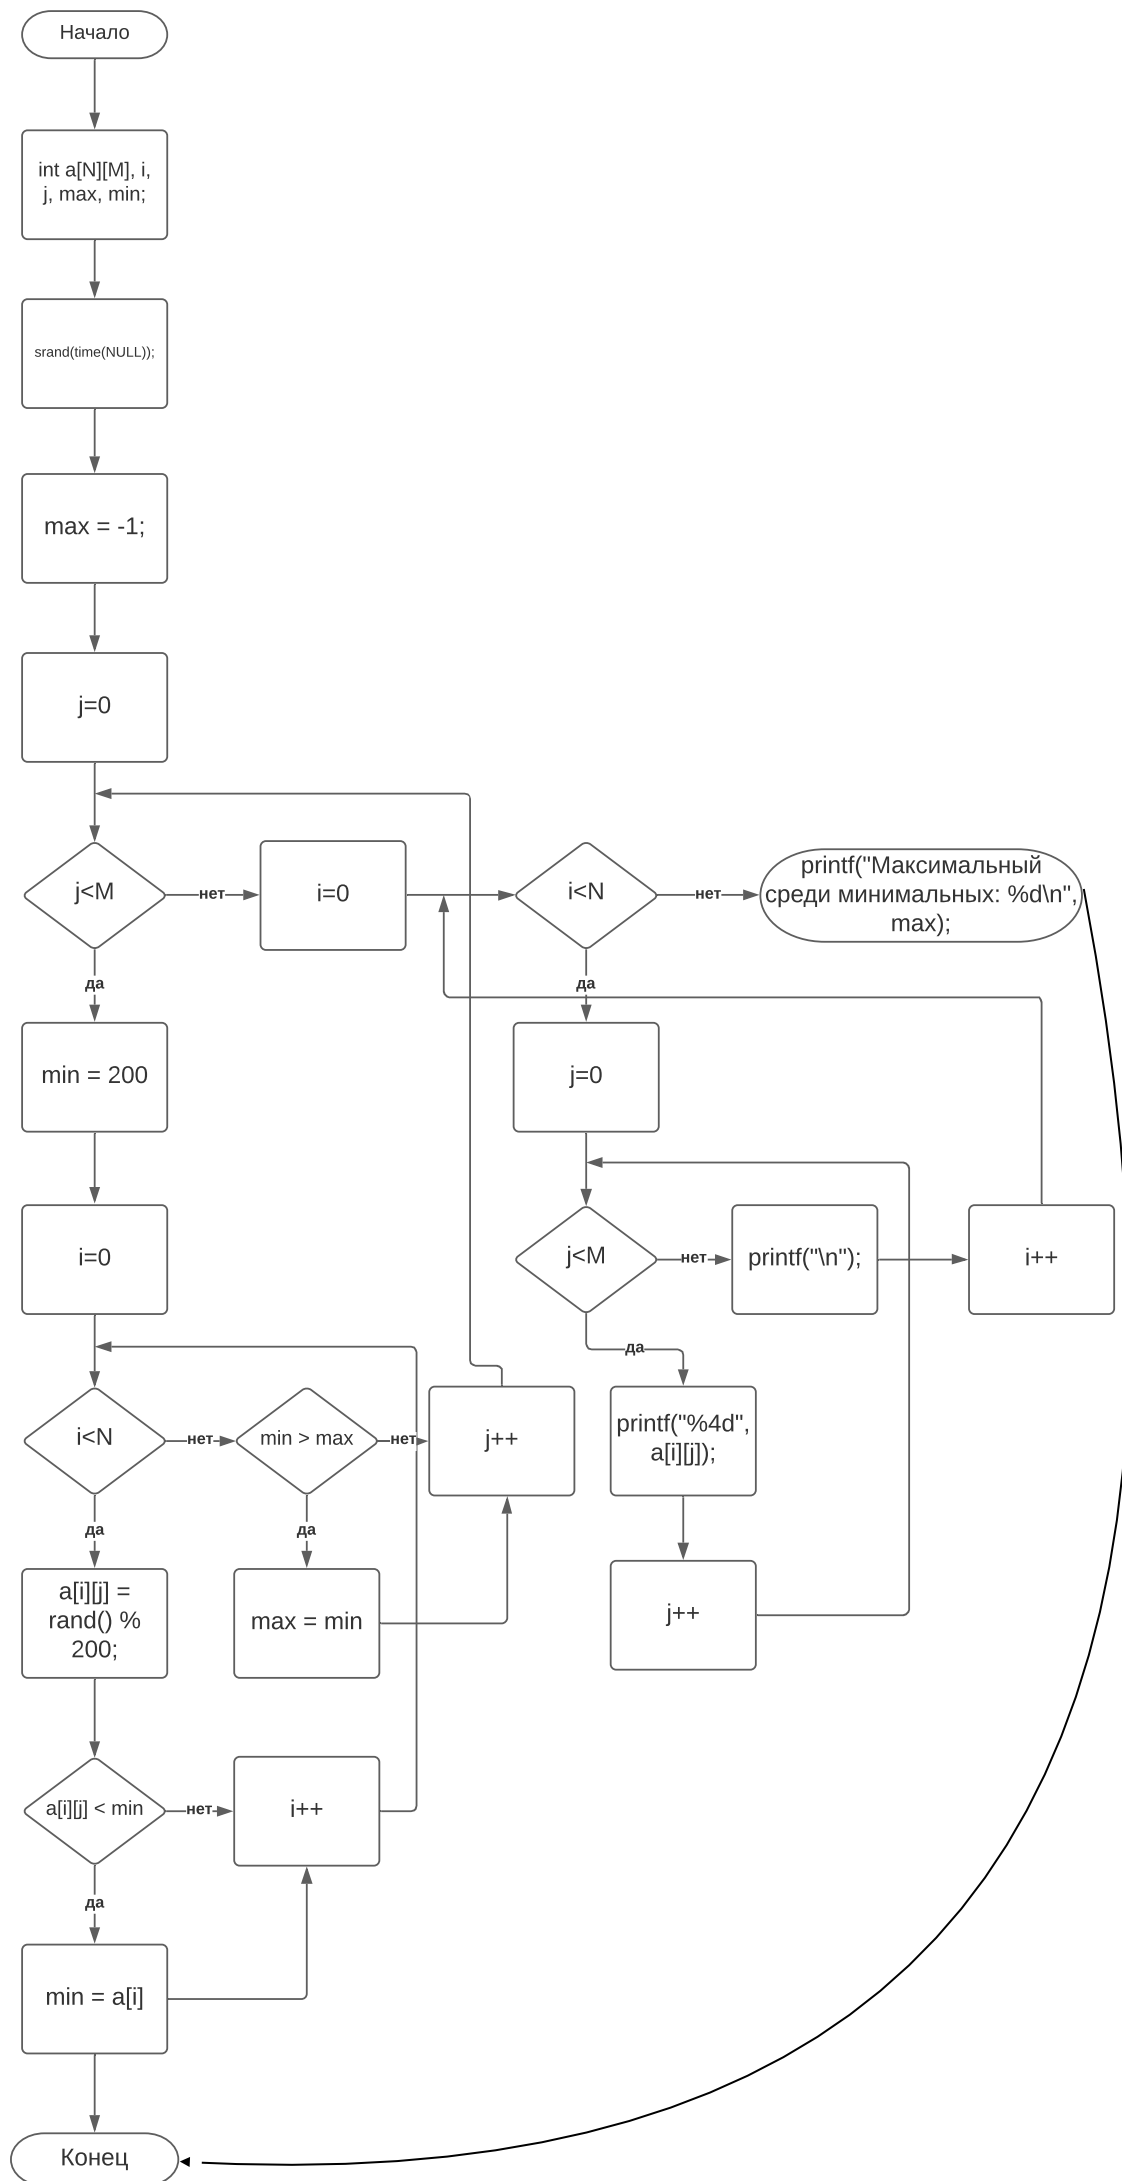 Начало
int a[N][M], i,
j, max, min;
srand(time(NULL));
max = -1;
j=0
j<M
нет
i=0
i<N
нет
printf("Максимальный
среди минимальных: %d\n",
max);
да
да
min = 200
j=0
i=0
j<M
нет
printf("\n");
i++
да
i<N
нет
min > max
нет
j++
printf("%4d",
a[i][j]);
да
да
a[i][j] =
rand() %
200;
max = min
j++
a[i][j] < min
нет
i++
да
min = a[i]
Конец